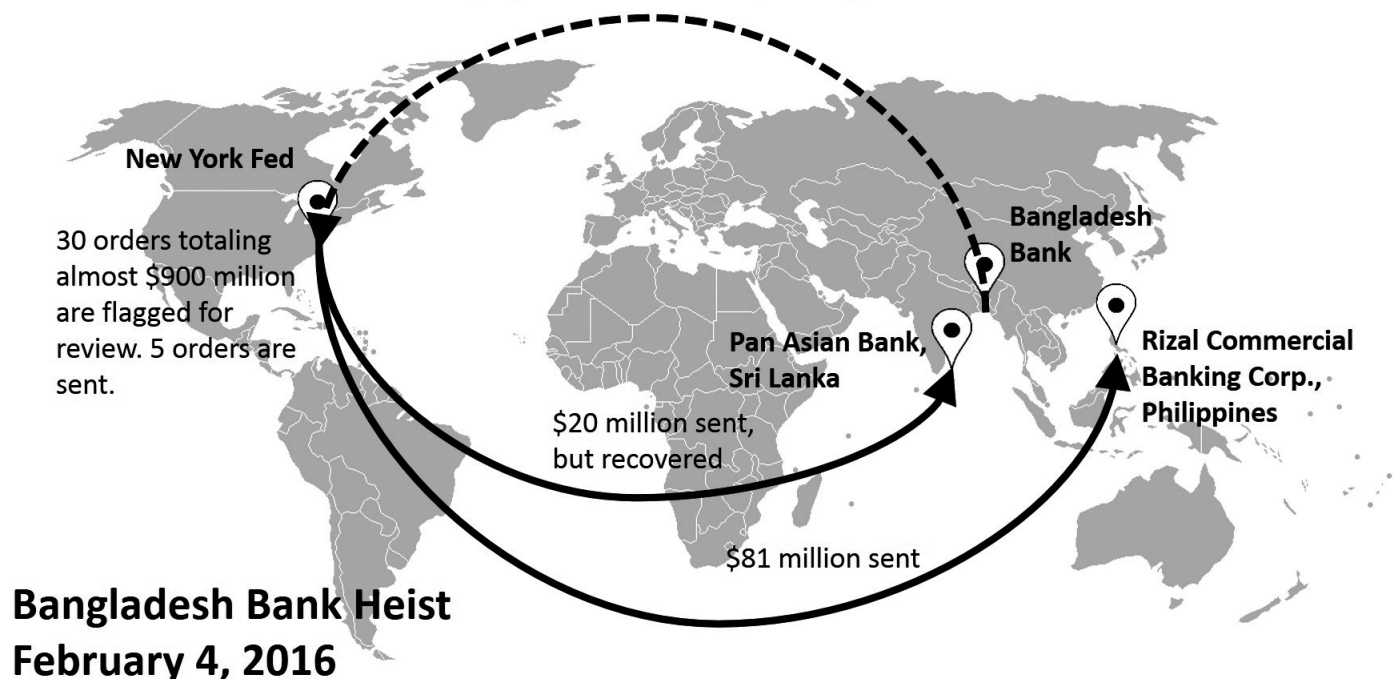 New York Fed
30 orders totaling
almost $900 million
are flagged for
review. 5 orders are
sent.
Bangladesh
Bank
Pan Asian Bank,
Sri Lanka
Rizal Commercial
Banking Corp.,
Philippines
$20 million sent,
but recovered
$81 million sent
Bangladesh Bank Heist
February 4, 2016